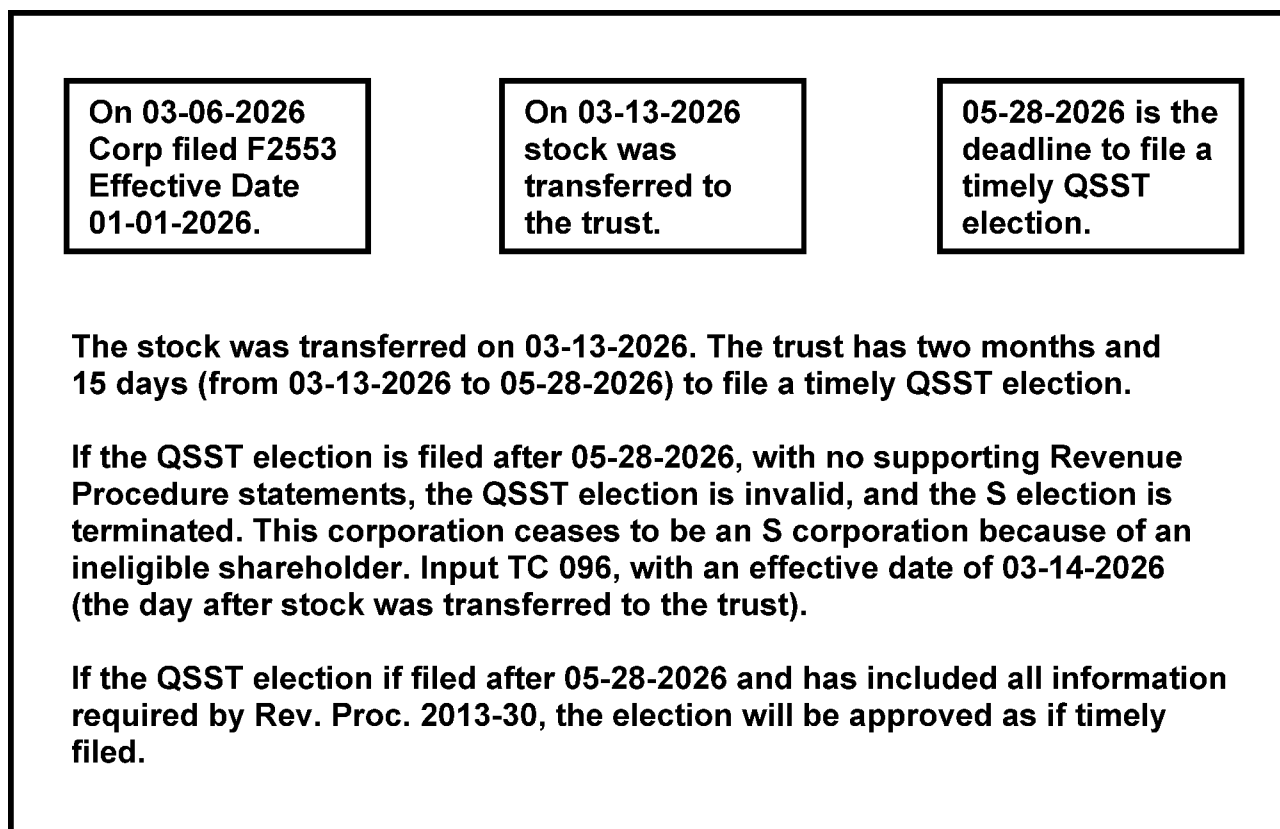 On 03-06-2026
Corp filed F2553
Effective Date
01-01-2026.
On 03-13-2026
stock was
transferred to
the trust.
05-28-2026 is the
deadline to file a
timely QSST
election.
The stock was transferred on 03-13-2026. The trust has two months and
15 days (from 03-13-2026 to 05-28-2026) to file a timely QSST election.
If the QSST election is filed after 05-28-2026, with no supporting Revenue
Procedure statements, the QSST election is invalid, and the S election is
terminated. This corporation ceases to be an S corporation because of an
ineligible shareholder. Input TC 096, with an effective date of 03-14-2026
(the day after stock was transferred to the trust).
If the QSST election if filed after 05-28-2026 and has included all information
required by Rev. Proc. 2013-30, the election will be approved as if timely
filed.